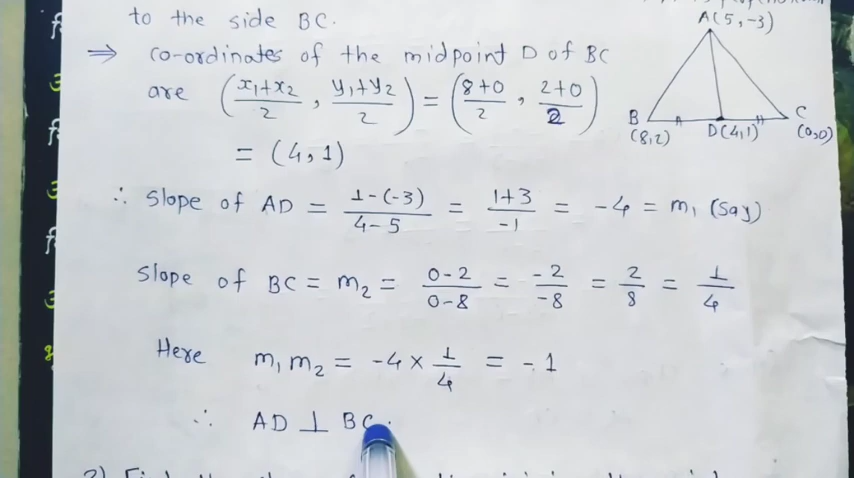 to the side BC.
⇒ Co-ordinates of the midpoint D of BC
are (x₁+x₂/2, y₁+y₂/2) = (8+0/2, 2+0/2)
= (4,1)
A(5,-3)
B
(8,2)
D(4,1)
C
(0,0)
∴ Slope of AD = 1-(-3)/4-5 = 1+3/-1 = -4 = m₁ (Say)
Slope of BC = m₂ = 0-2/0-8 = -2/-8 = 2/8 = 1/4
Here m₁m₂ = -4 × 1/4 = -1
∴ AD ⊥ BC.